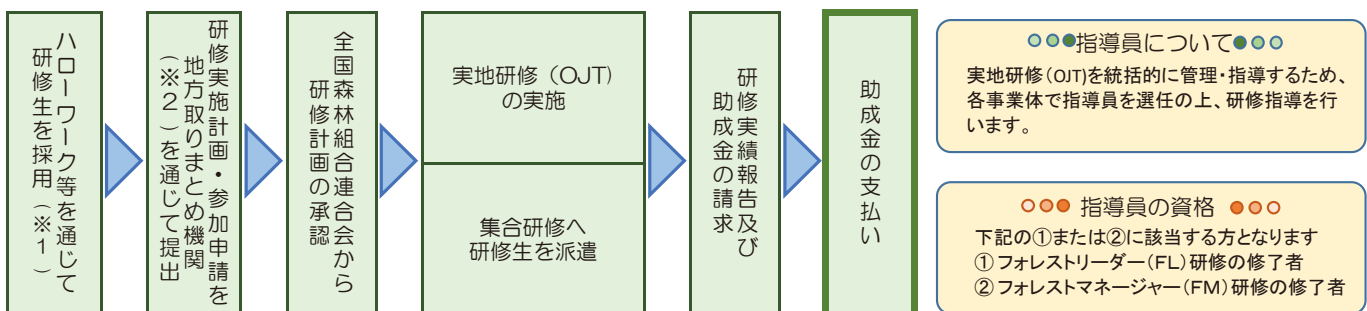 ハローワーク等を通じて
研修生を採用（※１）
研修実施計画・参加申請を
地方取りまとめ機関
（※２）を通じて提出
全国森林組合連合会から
研修計画の承認
実地研修（OJT)
の実施
集合研修へ
研修生を派遣
研修実績報告及び
助成金の請求
助成金の支払い
指導員について
実地研修(OJT)を統括的に管理・指導するため、
各事業体で指導員を選任の上、研修指導を行
います。
指導員の資格
下記の①または②に該当する方となります
①フォレストリーダー(FL)研修の修了者
②フォレストマネージャー(FM)研修の修了者